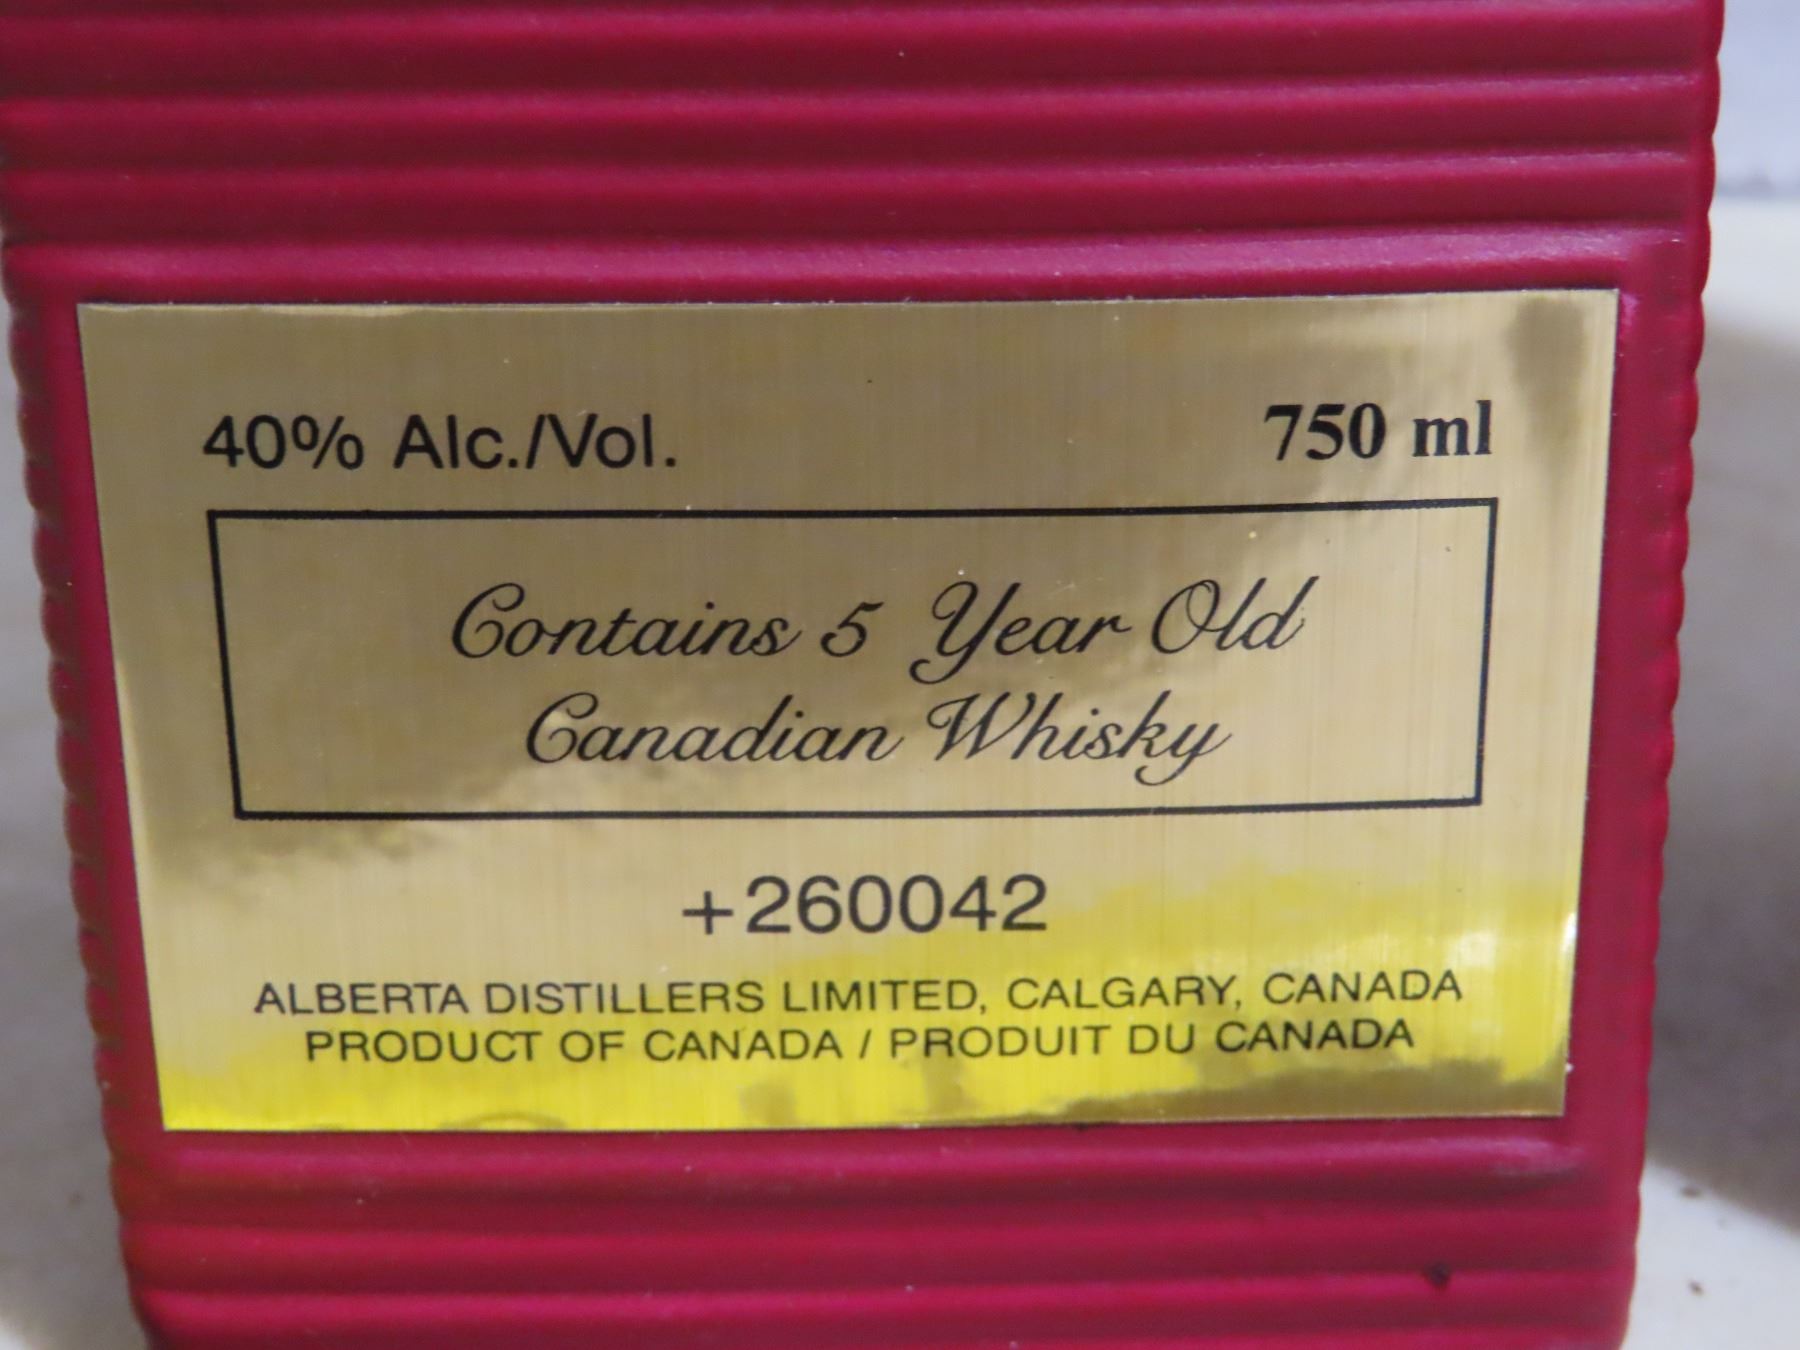 40% Alc./Vol. 750 ml
Contains 5 Year Old
Canadian Whisky
+260042
ALBERTA DISTILLERS LIMITED, CALGARY, CANADA
PRODUCT OF CANADA / PRODUIT DU CANADA